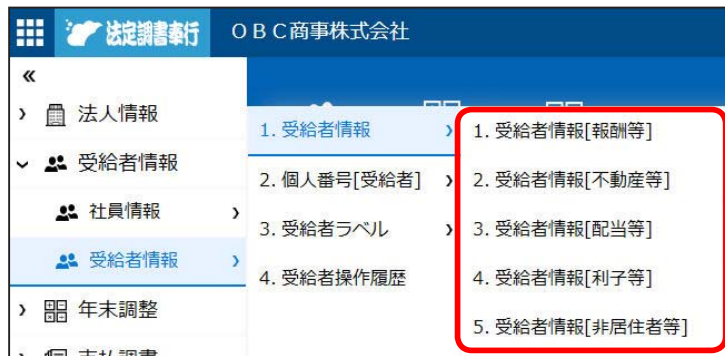 法定調書奉行 ＯＢＣ商事株式会社
«
法人情報
受給者情報
社員情報
受給者情報
年末調整
1. 受給者情報
2. 個人番号[受給者]
3. 受給者ラベル
4. 受給者操作履歴
1. 受給者情報[報酬等]
2. 受給者情報[不動産等]
3. 受給者情報[配当等]
4. 受給者情報[利子等]
5. 受給者情報[非居住者等]